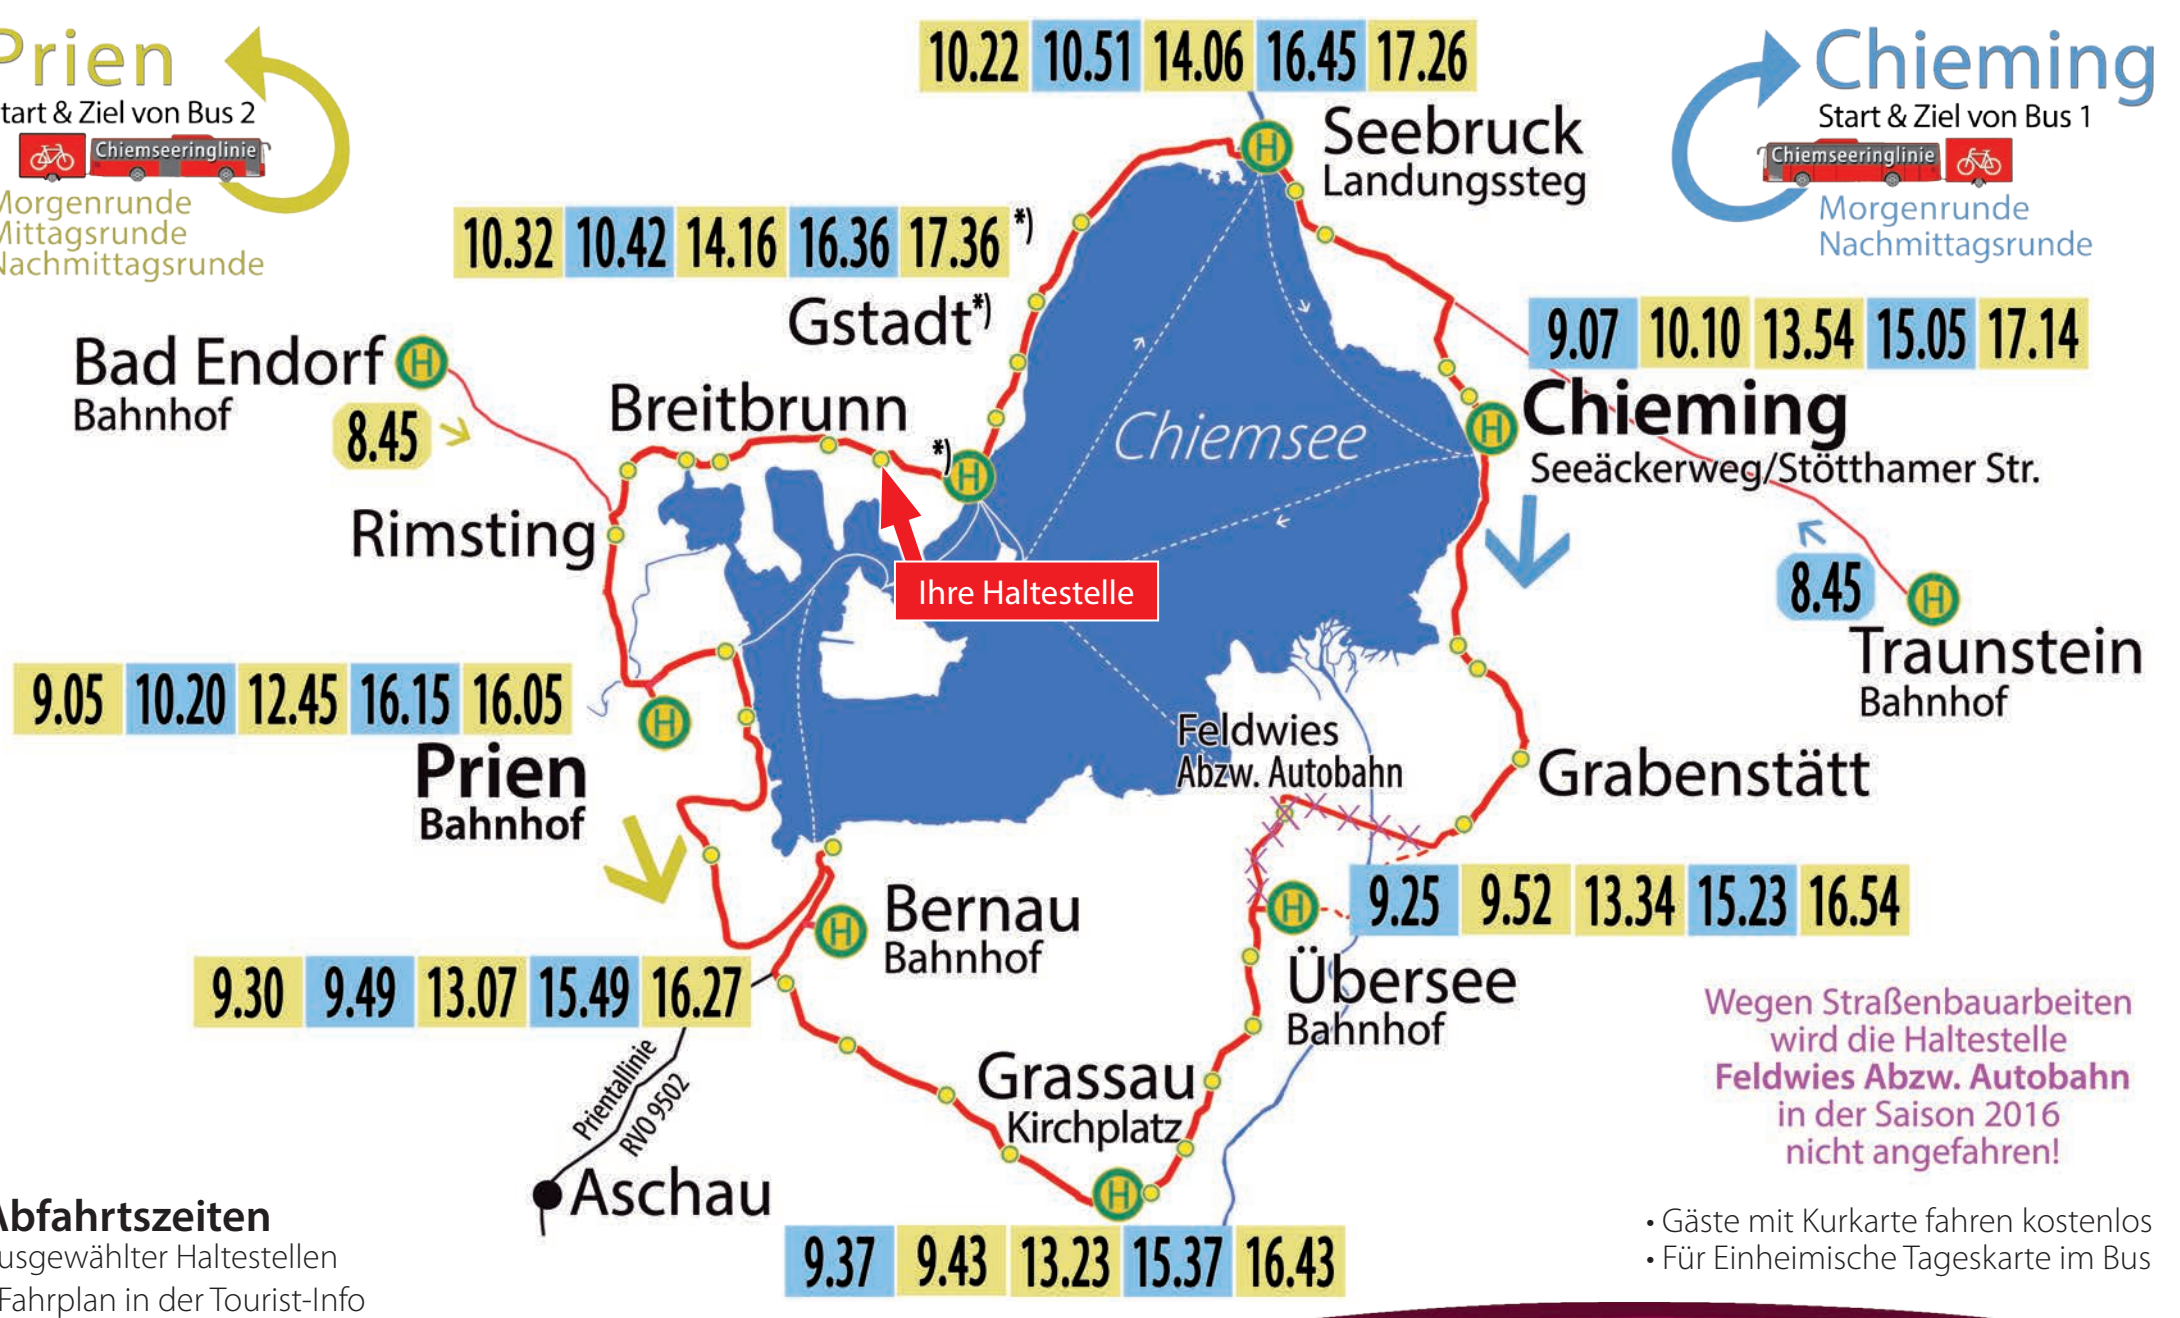 Prien
Start & Ziel von Bus 2
Chiemseeringlinie
Morgenrunde
Mittagsrunde
Nachmittagsrunde
10.22 10.51 14.06 16.45 17.26
Seebruck
Landungssteg
Chieming
Start & Ziel von Bus 1
Chiemseeringlinie
Morgenrunde
Nachmittagsrunde
10.32 10.42 14.16 16.36 17.36 *)
Gstadt*)
*)
H
H
9.07 10.10 13.54 15.05 17.14
Chieming
Seeäckerweg/Stötthamer Str.
H
Bad Endorf
Bahnhof
H
8.45
Breitbrunn
Chiemsee
Rimsting
Ihre Haltestelle
8.45
H
Traunstein
Bahnhof
9.05 10.20 12.45 16.15 16.05
H
Prien
Bahnhof
Feldwies
Abzw. Autobahn
Grabenstätt
9.25 9.52 13.34 15.23 16.54
H
Übersee
Bahnhof
Bernau
Bahnhof
H
9.30 9.49 13.07 15.49 16.27
Prientallinie
RVO 9502
Aschau
Grassau
Kirchplatz
H
9.37 9.43 13.23 15.37 16.43
Wegen Straßenbauarbeiten
wird die Haltestelle
Feldwies Abzw. Autobahn
in der Saison 2016
nicht angefahren!
Abfahrtszeiten
ausgewählter Haltestellen
Fahrplan in der Tourist-Info
• Gäste mit Kurkarte fahren kostenlos
• Für Einheimische Tageskarte im Bus